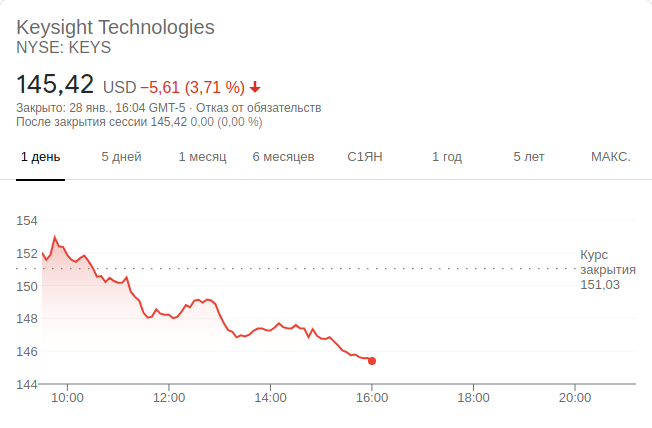 Keysight Technologies
NYSE: KEYS
145,42 USD −5,61 (3,71 %)
Закрыто: 28 янв., 16:04 GMT-5 · Отказ от обязательств
После закрытия сессии 145,42 0,00 (0,00 %)
1 день 5 дней 1 месяц 6 месяцев С1ЯН 1 год 5 лет МАКС.
154
152
150
148
146
144
Курс
закрытия
151,03
10:00 12:00 14:00 16:00 18:00 20:00